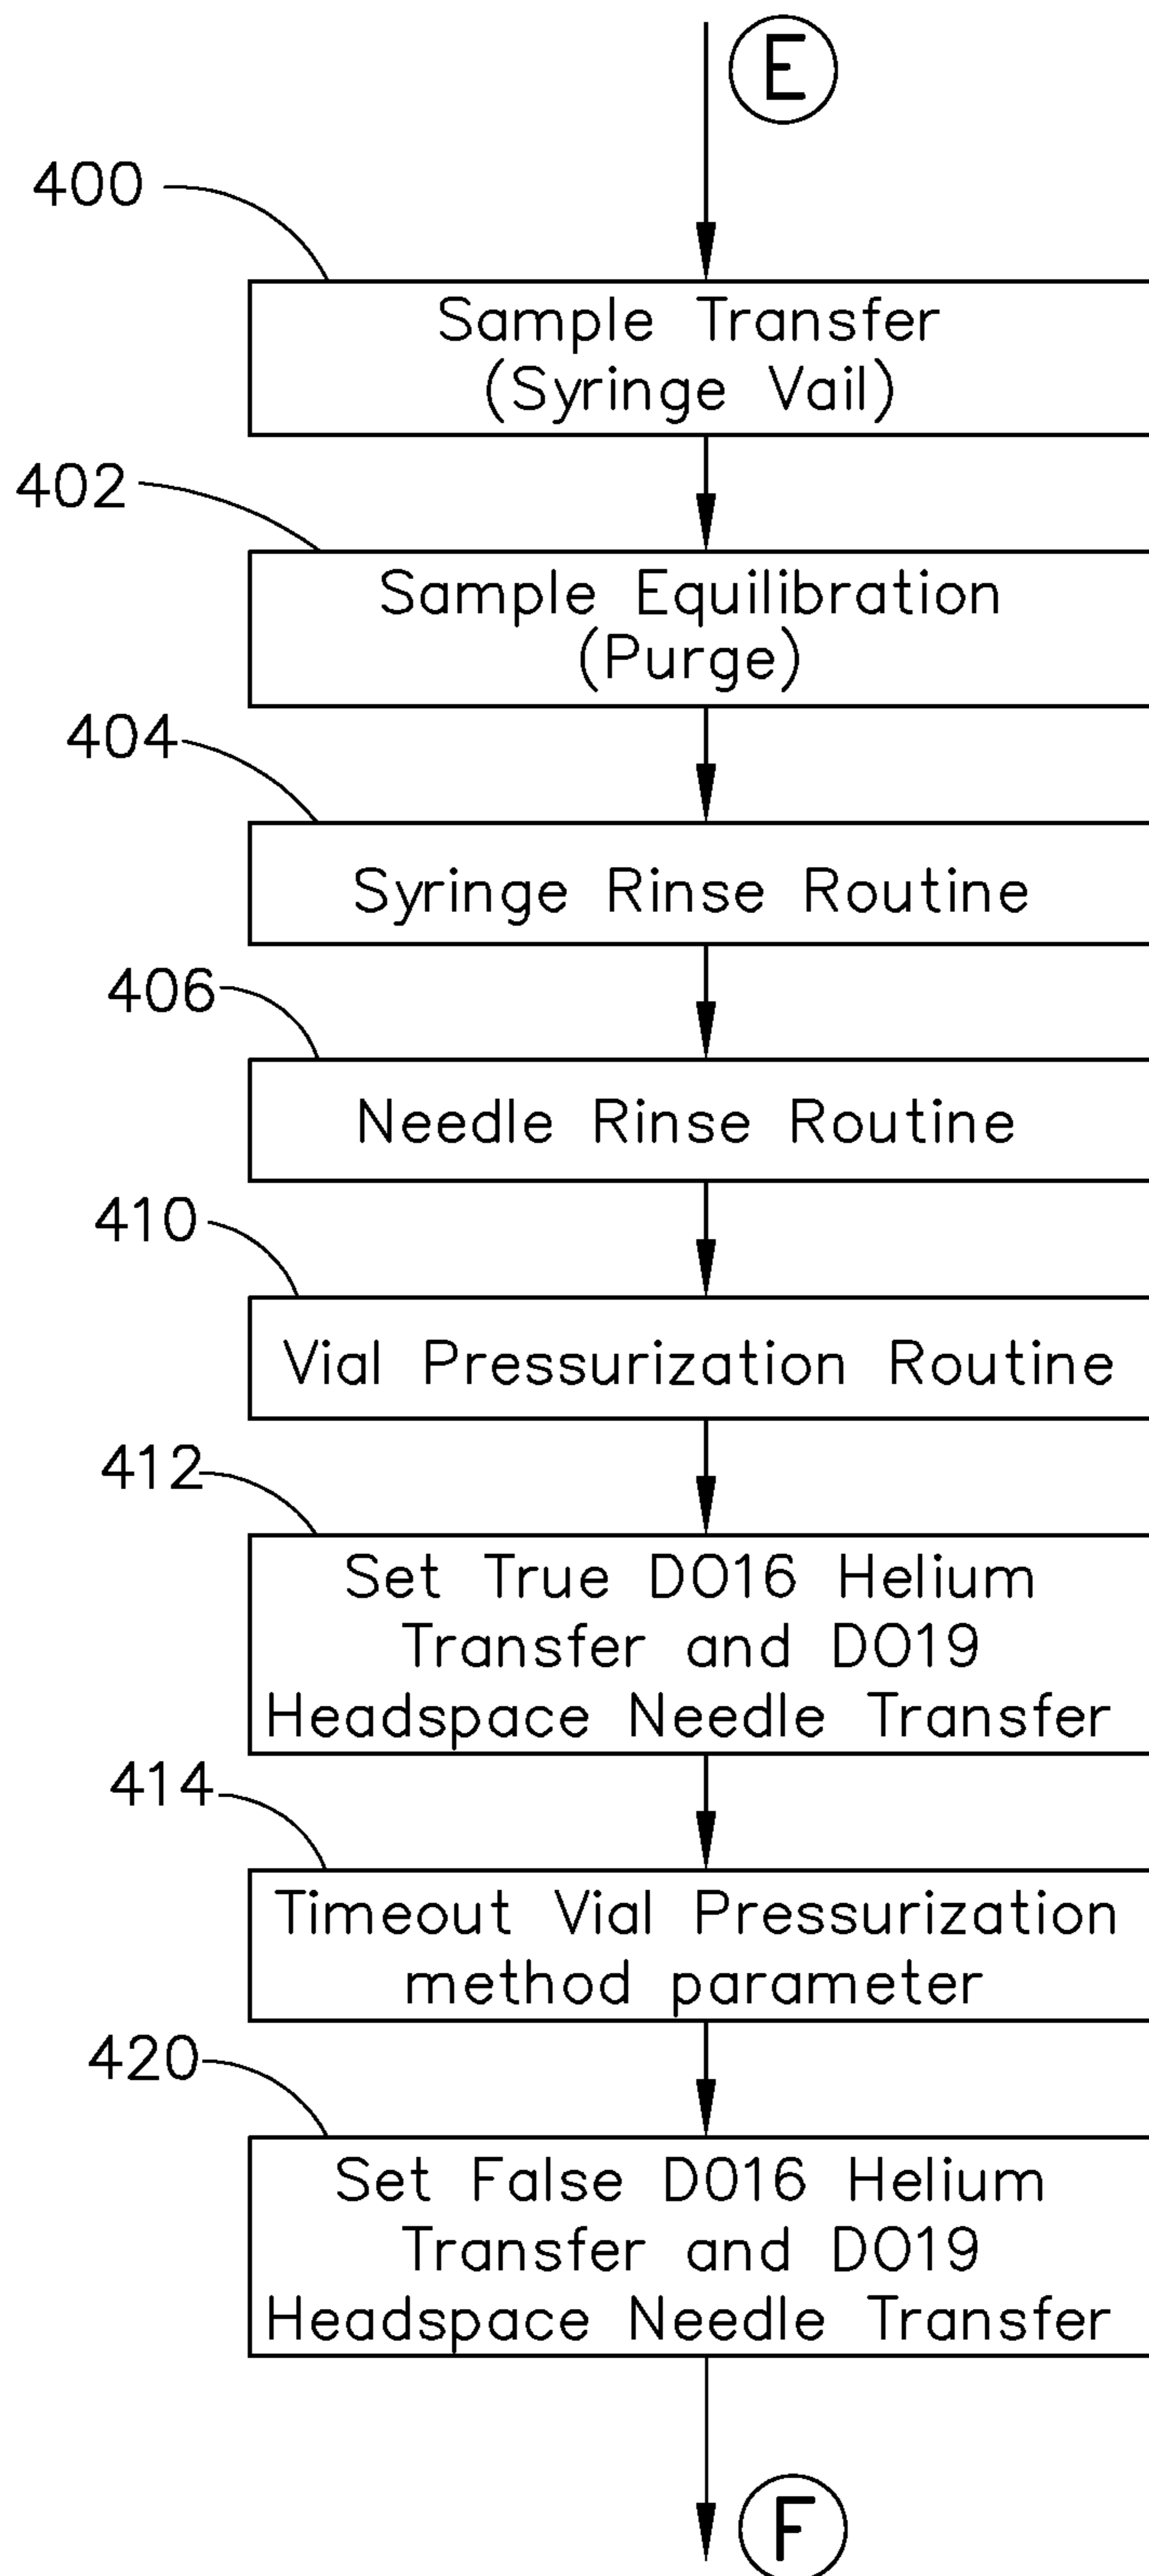 E
400
Sample Transfer
(Syringe Vail)
402
Sample Equilibration
(Purge)
404
Syringe Rinse Routine
406
Needle Rinse Routine
410
Vial Pressurization Routine
412
Set True DO16 Helium
Transfer and DO19
Headspace Needle Transfer
414
Timeout Vial Pressurization
method parameter
420
Set False DO16 Helium
Transfer and DO19
Headspace Needle Transfer
F